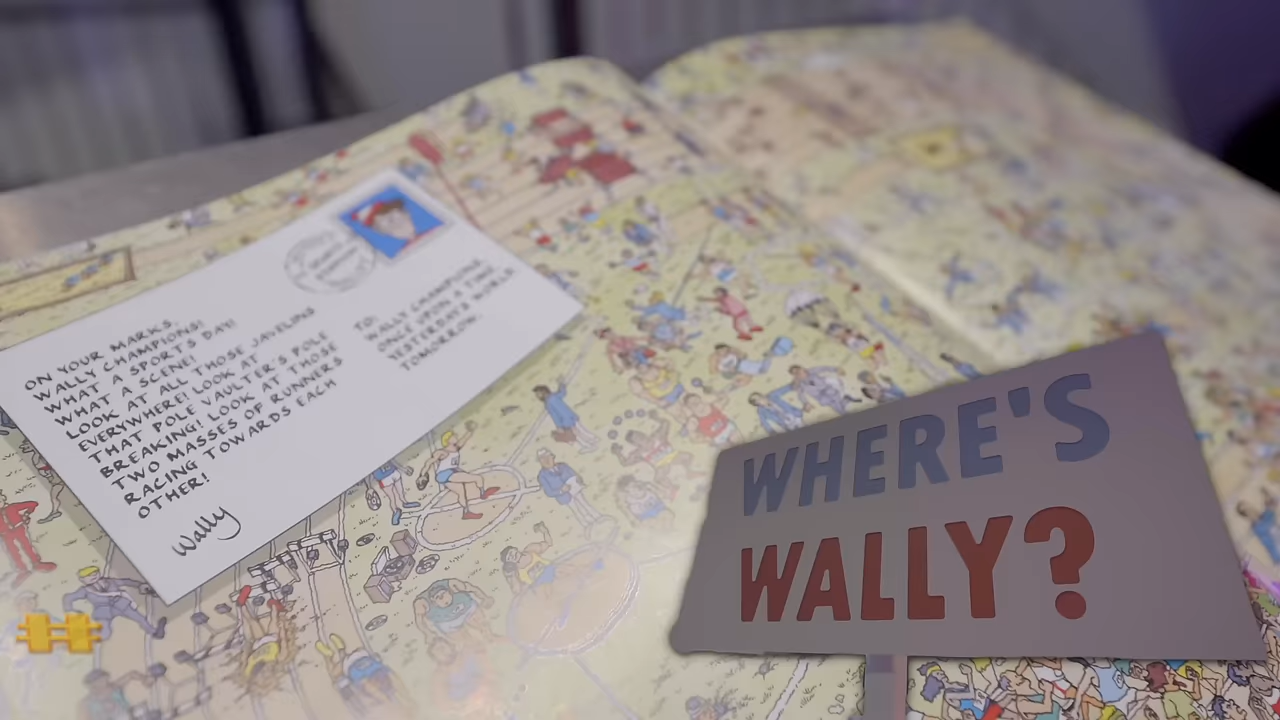 ON YOUR MARKS,
WALLY CHAMPIONS!
WHAT A SPORTS DAY!
WHAT A SCENE!
LOOK AT ALL THOSE JAVELINS
EVERYWHERE! LOOK AT
THAT POLE VAULTER'S POLE
BREAKING! LOOK AT THOSE
TWO MASSES OF RUNNERS
RACING TOWARDS EACH
OTHER!
Wally
TO:
WALLY CHAMPIONS,
ONCE UPON A TIME
YESTERDAY WORLD
TOMORROW.
WHERE'S
WALLY?